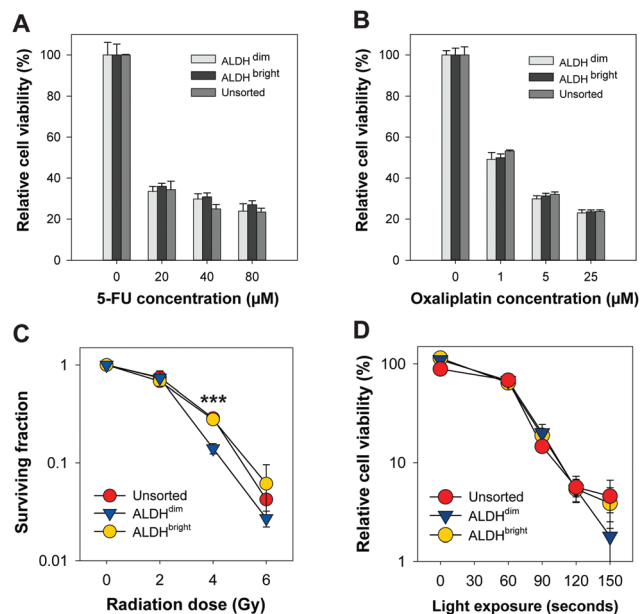 A
Relative cell viability (%)
120
100
80
60
40
20
0
ALDH dim
ALDH bright
Unsorted
0 20 40 80
5-FU concentration (µM)
B
Relative cell viability (%)
120
100
80
60
40
20
0
ALDH dim
ALDH bright
Unsorted
0 1 5 25
Oxaliplatin concentration (µM)
C
Surviving fraction
1
0.1
0.01
***
Unsorted
ALDHdim
ALDHbright
0 2 4 6
Radiation dose (Gy)
D
Relative cell viability (%)
100
10
1
Unsorted
ALDHdim
ALDHbright
0 30 60 90 120 150
Light exposure (seconds)